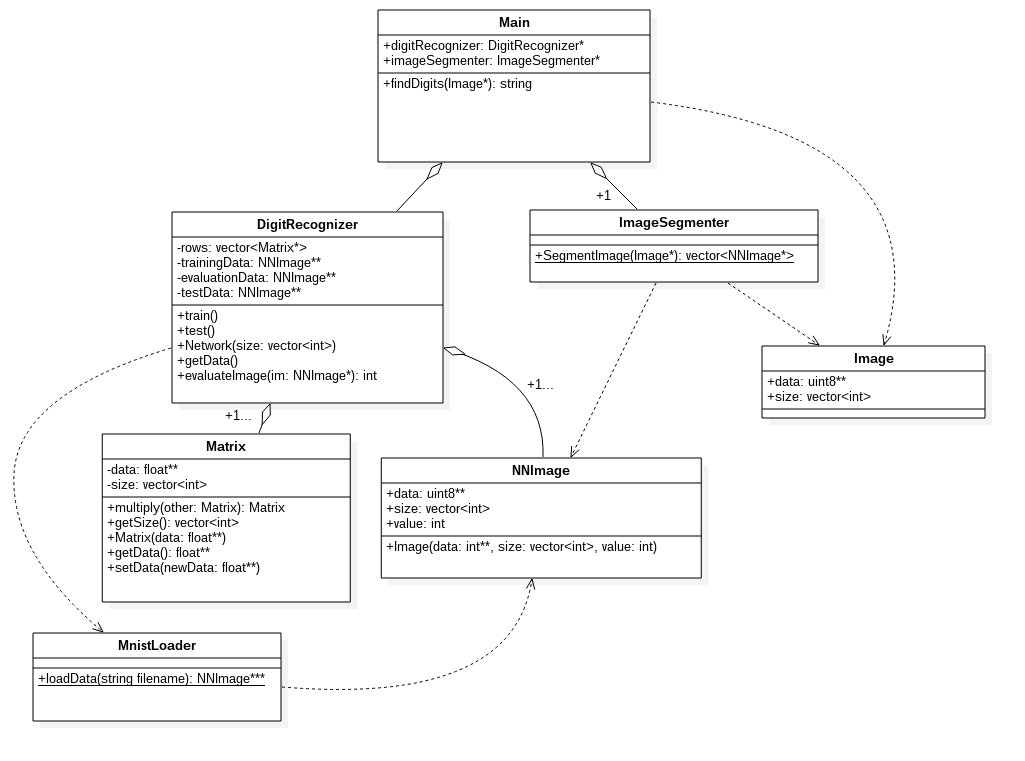 Main
+digitRecognizer: DigitRecognizer*
+imageSegmenter: ImageSegmenter*
+findDigits(Image*): string
+1
DigitRecognizer
-rows: vector<Matrix*>
-trainingData: NNImage**
-evaluationData: NNImage**
-testData: NNImage**
+train()
+test()
+Network(size: vector<int>)
+getData()
+evaluateImage(im: NNImage*): int
ImageSegmenter
+SegmentImage(Image*): vector<NNImage*>
Image
+data: uint8**
+size: vector<int>
+1...
+1...
Matrix
-data: float**
-size: vector<int>
+multiply(other: Matrix): Matrix
+getSize(): vector<int>
+Matrix(data: float**)
+getData(): float**
+setData(newData: float**)
NNImage
+data: uint8**
+size: vector<int>
+value: int
+Image(data: int**, size: vector<int>, value: int)
MnistLoader
+loadData(string filename): NNImage***